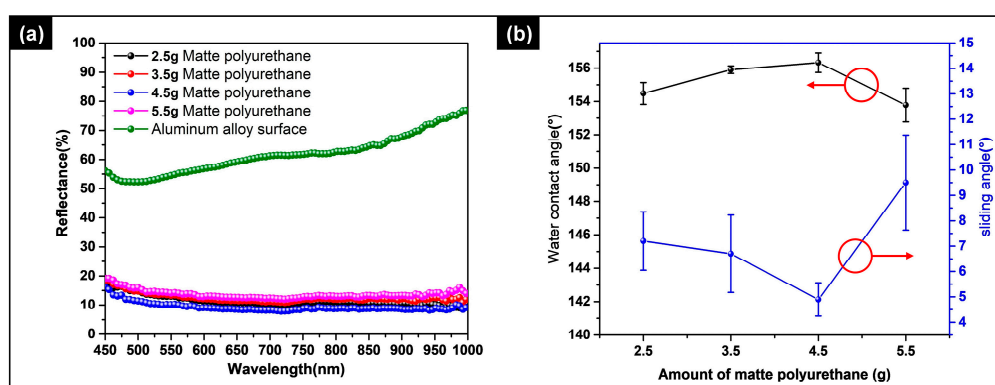 (a)
100
90
80
70
60
50
40
30
20
10
0
Reflectance(%)
2.5g Matte polyurethane
3.5g Matte polyurethane
4.5g Matte polyurethane
5.5g Matte polyurethane
Aluminum alloy surface
450 500 550 600 650 700 750 800 850 900 950 1000
Wavelength(nm)
(b)
156
154
152
150
148
146
144
142
140
Water contact angle(°)
15
14
13
12
11
10
9
8
7
6
5
4
sliding angle(°)
2.5 3.5 4.5 5.5
Amount of matte polyurethane (g)